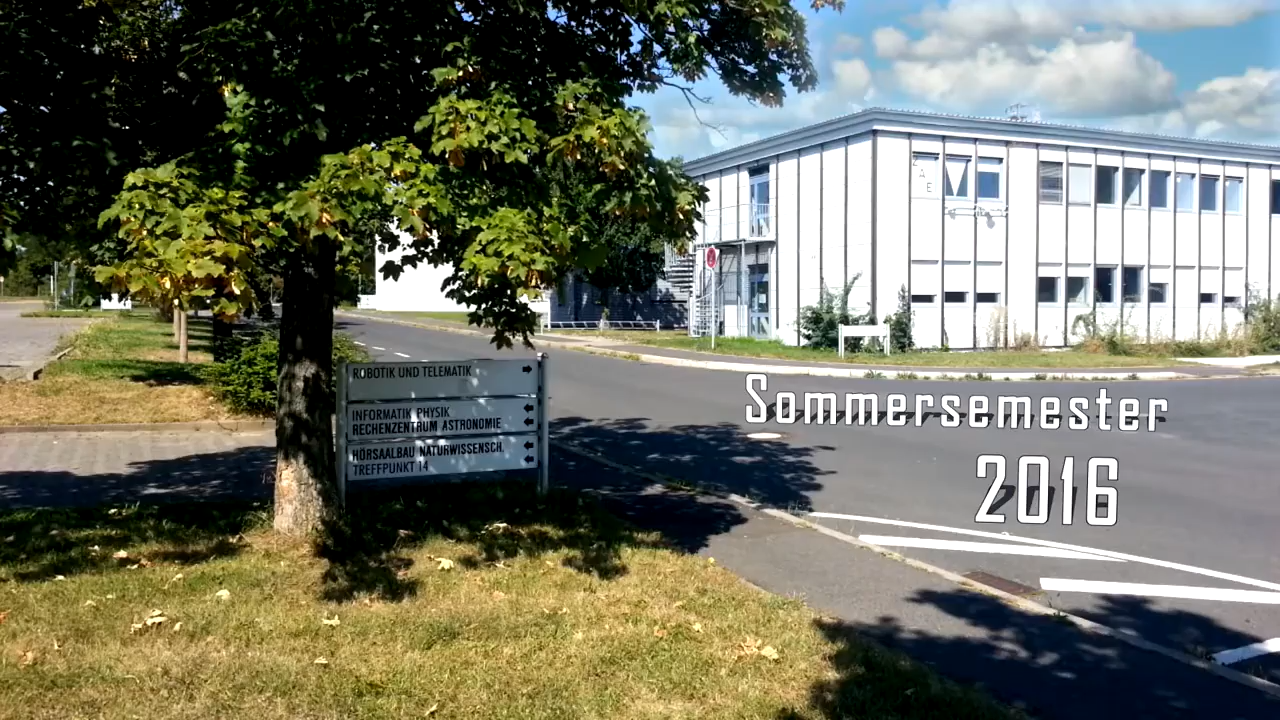 Z
A
E
ROBOTIK UND TELEMATIK
INFORMATIK PHYSIK
RECHENZENTRUM ASTRONOMIE
HÖRSAALBAU NATURWISSENSCH.
TREFFPUNKT 14
Sommersemester
2016